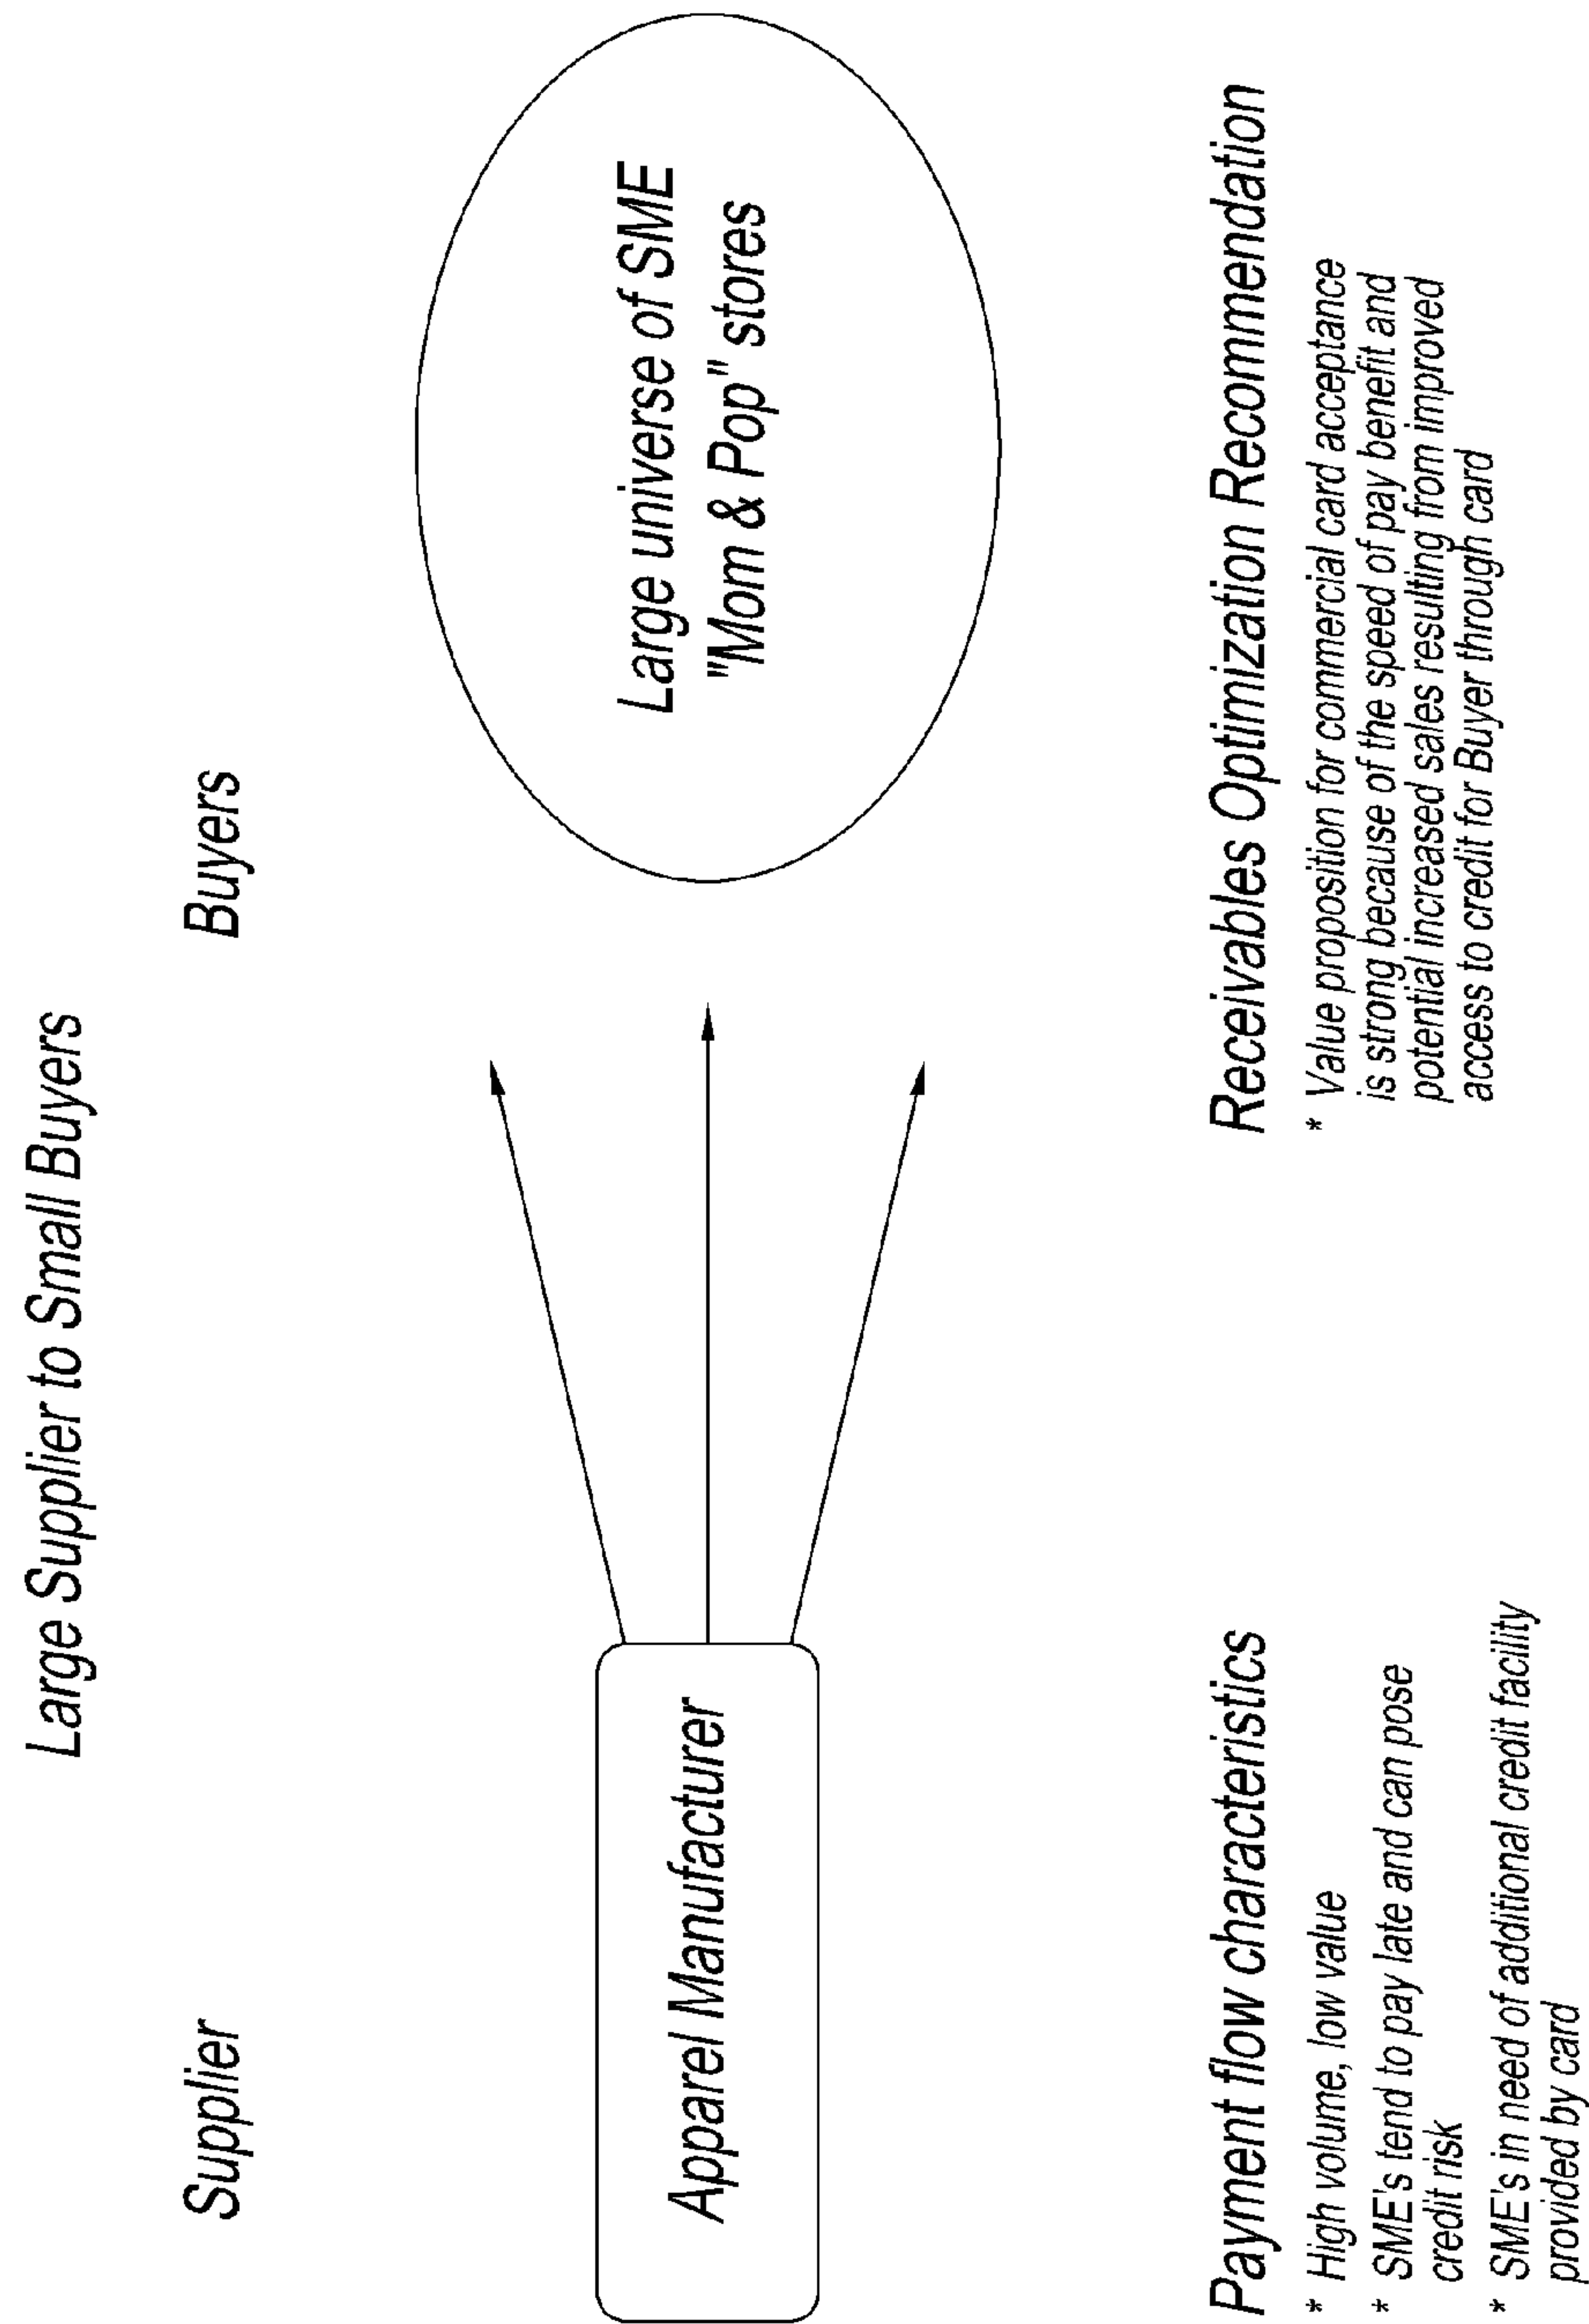 Large Supplier to Small Buyers
Supplier
Buyers
Apparel Manufacturer
Large universe of SME
"Mom & Pop" stores
Payment flow characteristics
* High volume, low value
* SME's tend to pay late and can pose
credit risk
* SME's in need of additional credit facility
provided by card
Receivables Optimization Recommendation
* Value proposition for commercial card acceptance
is strong because of the speed of pay benefit and
potential increased sales resulting from improved
access to credit for Buyer through card